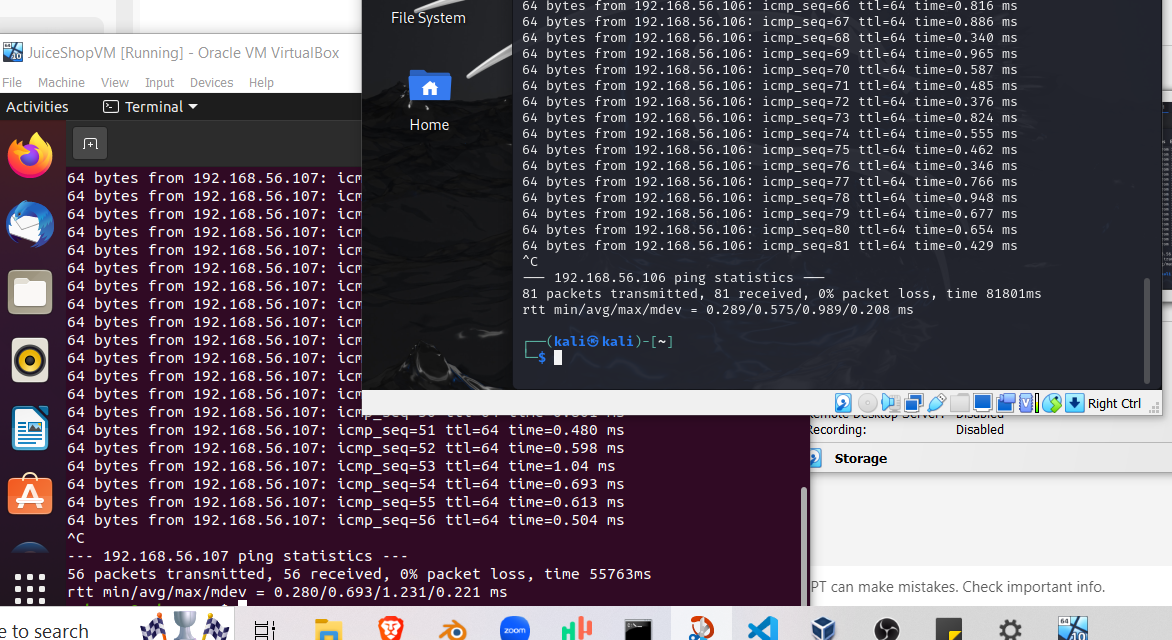 File System
64 bytes from 192.168.56.106: icmp_seq=66 ttl=64 time=0.816 ms
64 bytes from 192.168.56.106: icmp_seq=67 ttl=64 time=0.886 ms
64 bytes from 192.168.56.106: icmp_seq=68 ttl=64 time=0.340 ms
64 bytes from 192.168.56.106: icmp_seq=69 ttl=64 time=0.965 ms
64 bytes from 192.168.56.106: icmp_seq=70 ttl=64 time=0.587 ms
64 bytes from 192.168.56.106: icmp_seq=71 ttl=64 time=0.485 ms
64 bytes from 192.168.56.106: icmp_seq=72 ttl=64 time=0.376 ms
64 bytes from 192.168.56.106: icmp_seq=73 ttl=64 time=0.824 ms
64 bytes from 192.168.56.106: icmp_seq=74 ttl=64 time=0.555 ms
64 bytes from 192.168.56.106: icmp_seq=75 ttl=64 time=0.462 ms
64 bytes from 192.168.56.106: icmp_seq=76 ttl=64 time=0.346 ms
64 bytes from 192.168.56.106: icmp_seq=77 ttl=64 time=0.766 ms
64 bytes from 192.168.56.106: icmp_seq=78 ttl=64 time=0.948 ms
64 bytes from 192.168.56.106: icmp_seq=79 ttl=64 time=0.677 ms
64 bytes from 192.168.56.106: icmp_seq=80 ttl=64 time=0.654 ms
64 bytes from 192.168.56.106: icmp_seq=81 ttl=64 time=0.429 ms
^C
--- 192.168.56.106 ping statistics ---
81 packets transmitted, 81 received, 0% packet loss, time 81801ms
rtt min/avg/max/mdev = 0.289/0.575/0.989/0.208 ms
┌──(kali㉿kali)-[~]
└─$
Home
Right Ctrl
JuiceShopVM [Running] - Oracle VM VirtualBox
File Machine View Input Devices Help
Activities Terminal
64 bytes from 192.168.56.107: icm
64 bytes from 192.168.56.107: icm
64 bytes from 192.168.56.107: icm
64 bytes from 192.168.56.107: icm
64 bytes from 192.168.56.107: icm
64 bytes from 192.168.56.107: icm
64 bytes from 192.168.56.107: icm
64 bytes from 192.168.56.107: icm
64 bytes from 192.168.56.107: icm
64 bytes from 192.168.56.107: icm
64 bytes from 192.168.56.107: icm
64 bytes from 192.168.56.107: icm
64 bytes from 192.168.56.107: icm
64 bytes from 192.168.56.107:
64 bytes from 192.168.56.107: icmp_seq=51 ttl=64 time=0.480 ms
64 bytes from 192.168.56.107: icmp_seq=52 ttl=64 time=0.598 ms
64 bytes from 192.168.56.107: icmp_seq=53 ttl=64 time=1.04 ms
64 bytes from 192.168.56.107: icmp_seq=54 ttl=64 time=0.693 ms
64 bytes from 192.168.56.107: icmp_seq=55 ttl=64 time=0.613 ms
64 bytes from 192.168.56.107: icmp_seq=56 ttl=64 time=0.504 ms
^C
--- 192.168.56.107 ping statistics ---
56 packets transmitted, 56 received, 0% packet loss, time 55763ms
rtt min/avg/max/mdev = 0.280/0.693/1.231/0.221 ms
Remote Desktop Server: Disabled
Recording: Disabled
Storage
PT can make mistakes. Check important info.
e to search
zoom